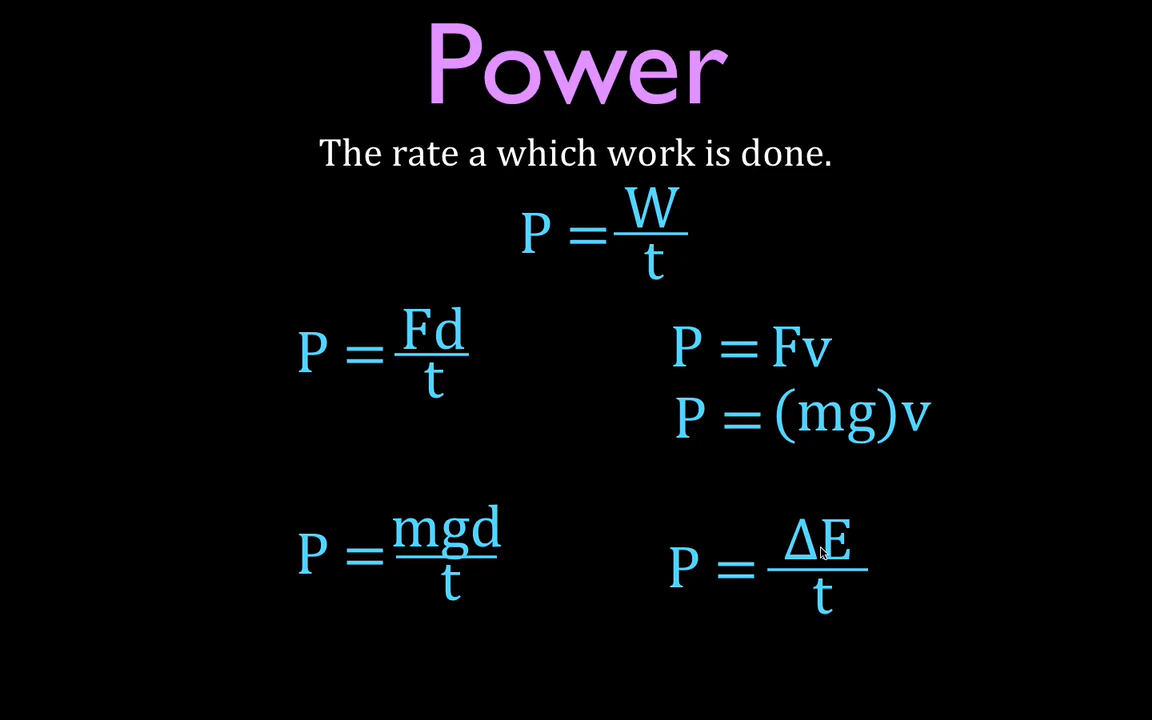 Power
The rate a which work is done.
P = W/t
P = Fd/t
P = Fv
P = (mg)v
P = mgd/t
P = ΔE/t